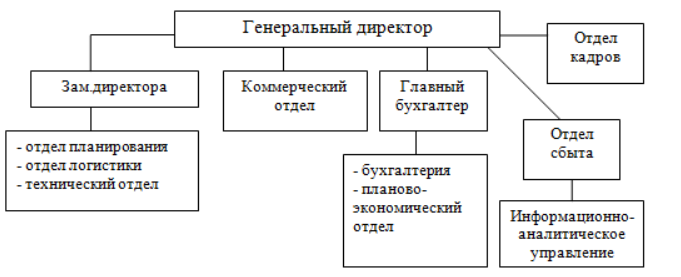 Генеральный директор
Отдел
кадров
Зам.директора
Коммерческий
отдел
Главный
бухгалтер
- отдел планирования
- отдел логистики
- технический отдел
Отдел
сбыта
- бухгалтерия
- планово-
экономический
отдел
Информационно-
аналитическое
управление